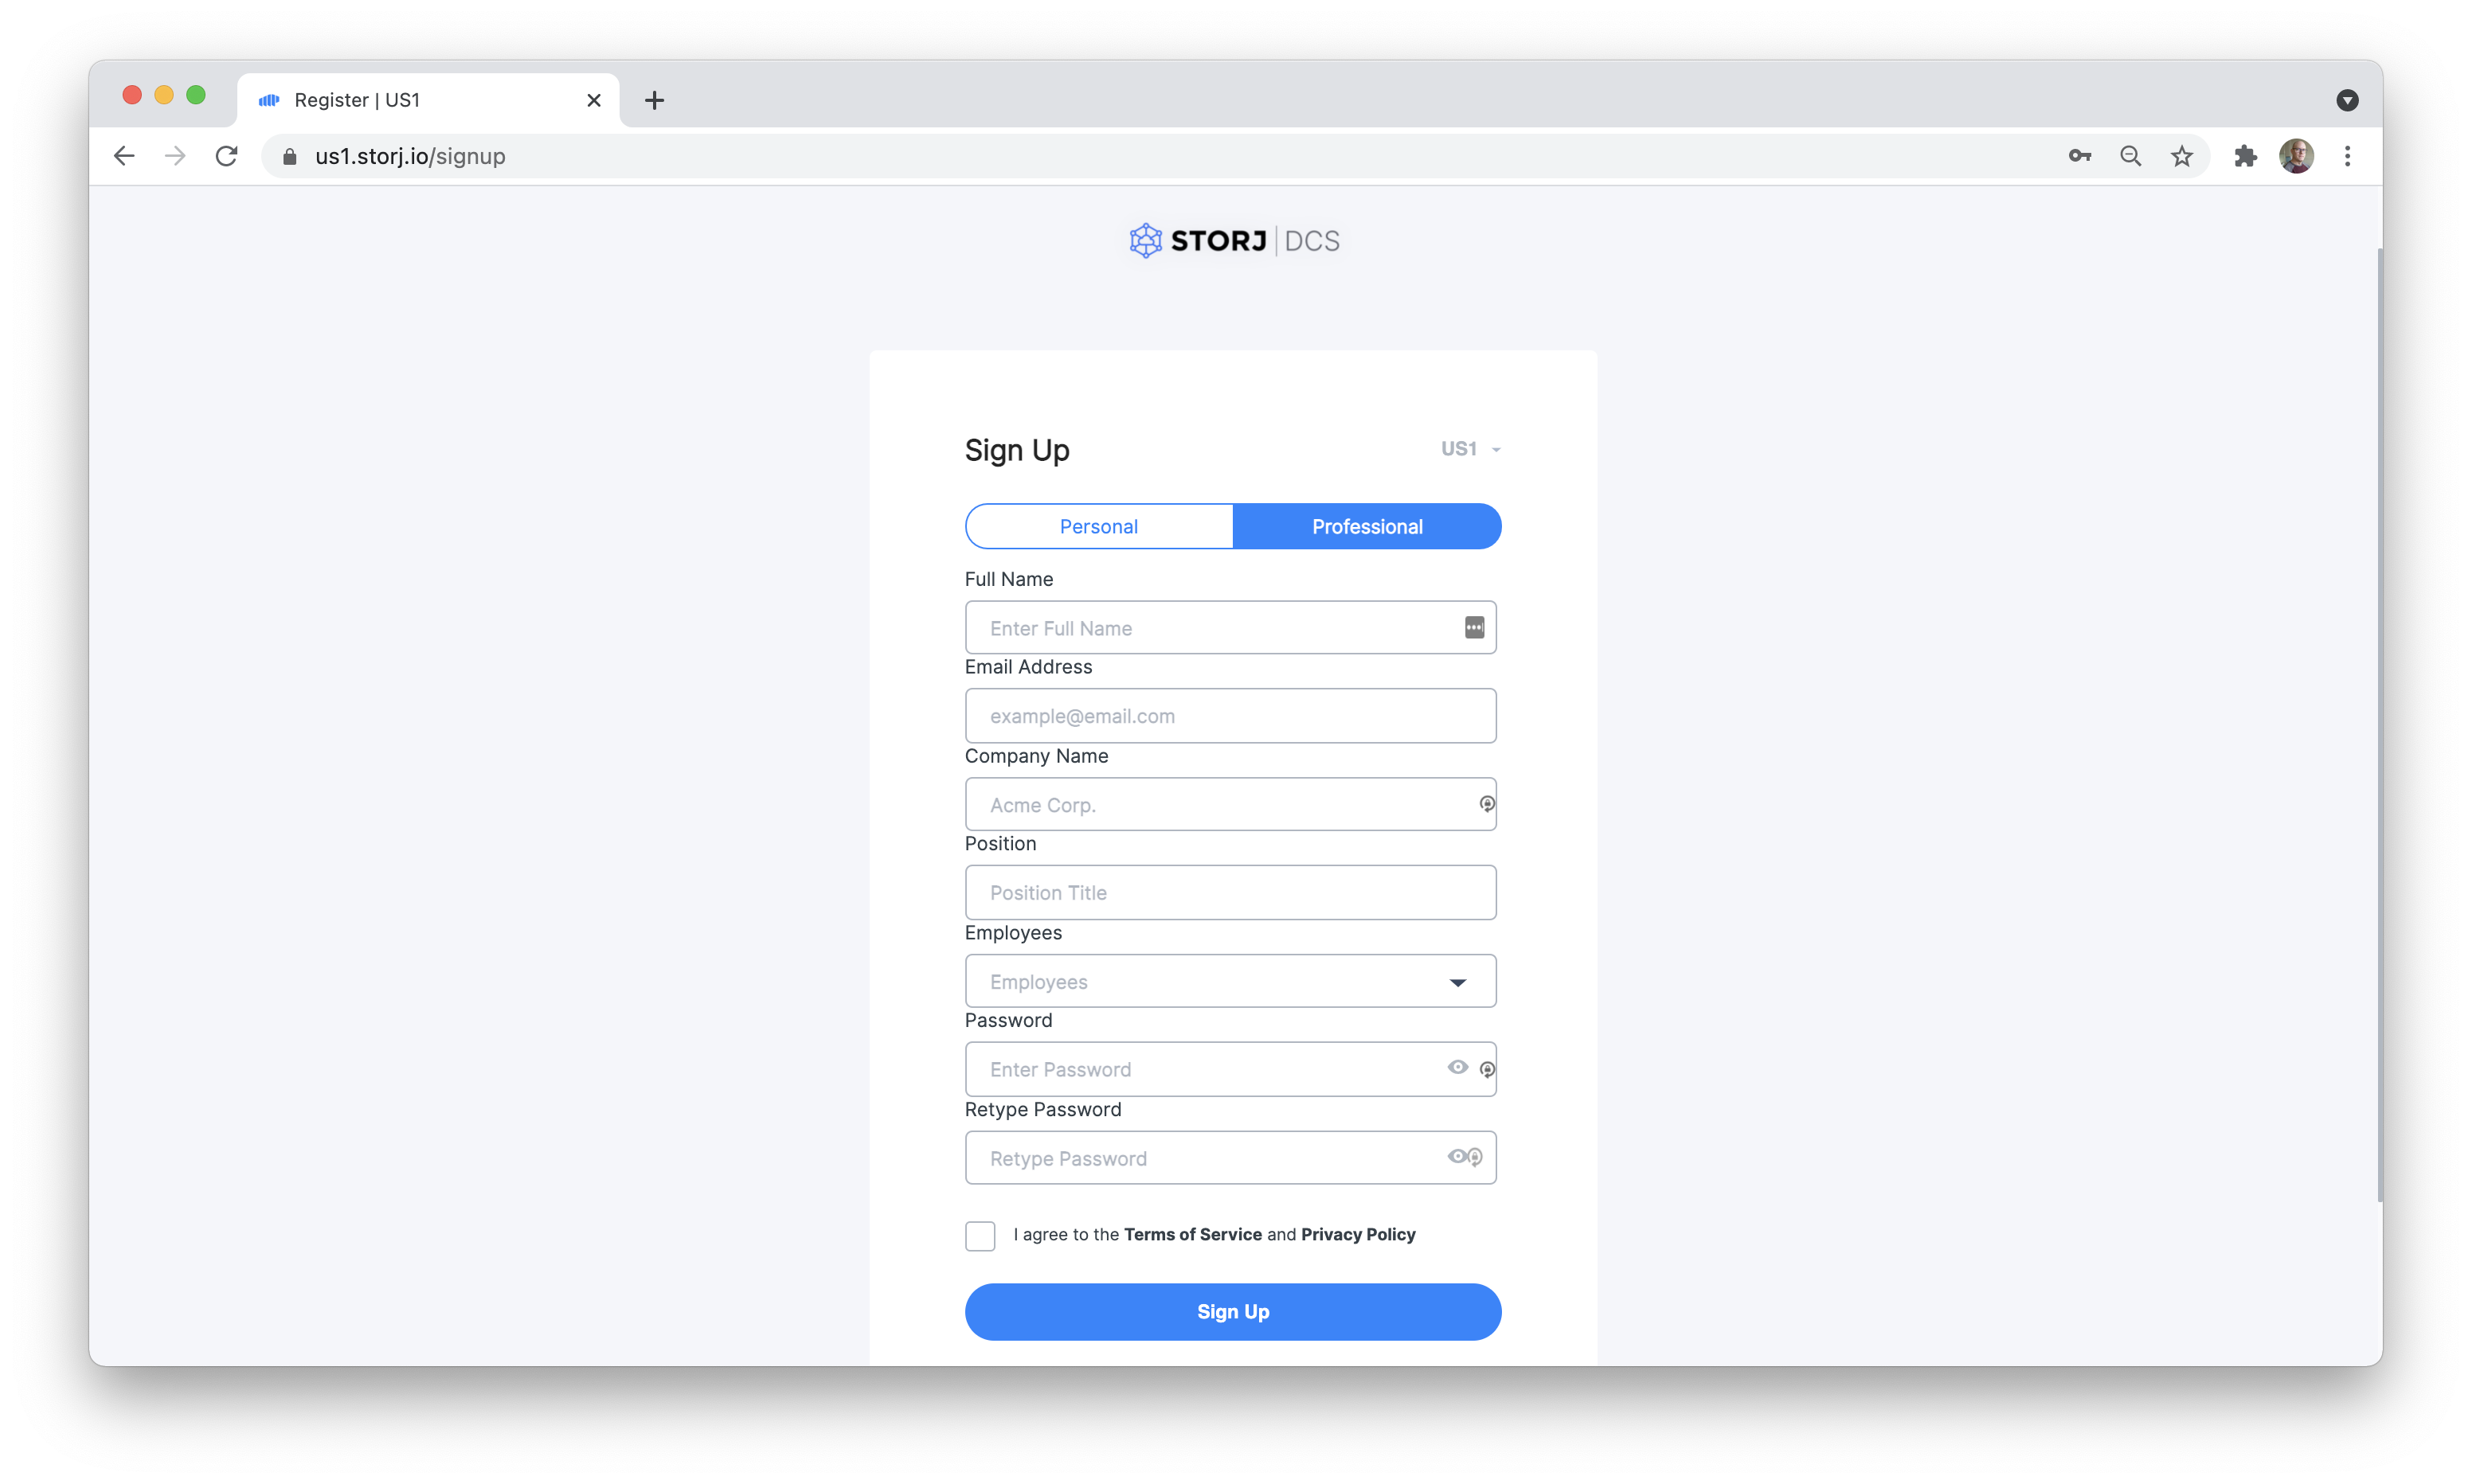 Register | US1
us1.storj.io/signup
STORJ | DCS
Sign Up
US1
Personal
Professional
Full Name
Enter Full Name
Email Address
example@email.com
Company Name
Acme Corp.
Position
Position Title
Employees
Employees
Password
Enter Password
Retype Password
Retype Password
I agree to the Terms of Service and Privacy Policy
Sign Up